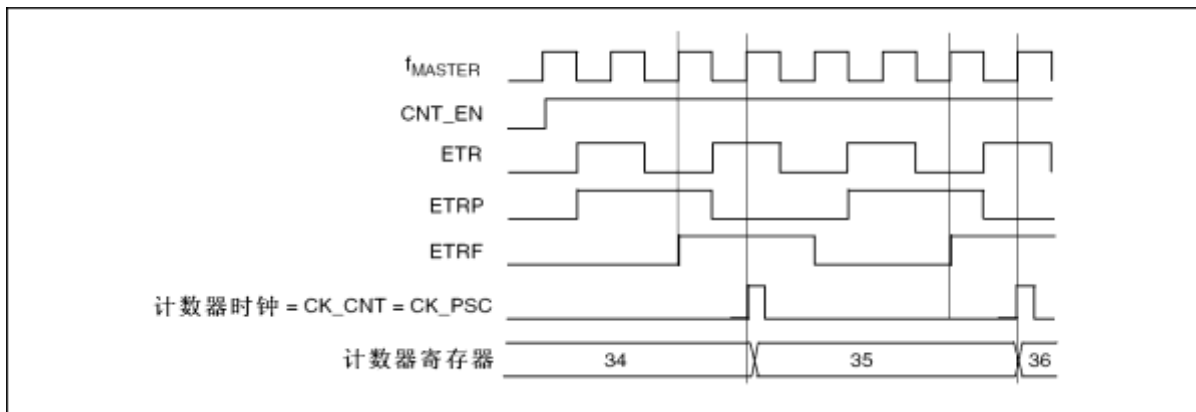 fMASTER
CNT_EN
ETR
ETRP
ETRF
计数器时钟 = CK_CNT = CK_PSC
计数器寄存器 34 35 36